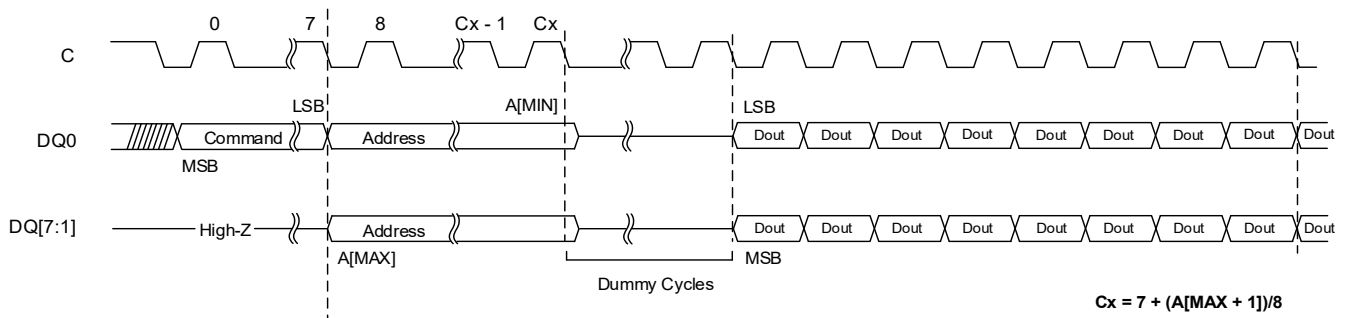 0 7 8 Cx - 1 Cx
C
LSB A[MIN] LSB
DQ0 Command Address Dout Dout Dout Dout Dout Dout Dout Dout Dout
MSB
DQ[7:1] High-Z Address Dout Dout Dout Dout Dout Dout Dout Dout Dout
A[MAX] MSB
Dummy Cycles
Cx = 7 + (A[MAX + 1])/8